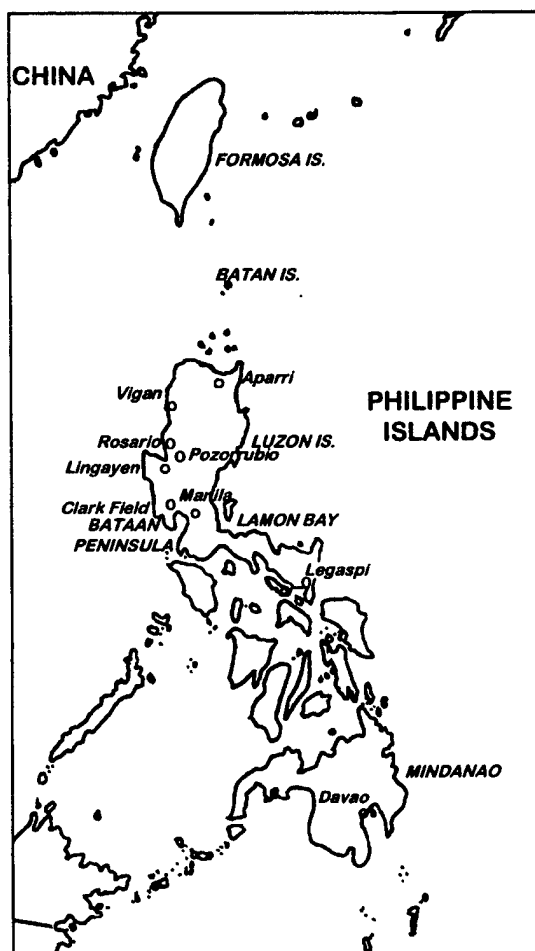 CHINA
FORMOSA IS.
BATAN IS.
Aparri
Vigan
PHILIPPINE
ISLANDS
Rosario
LUZON IS.
Pozorrubio
Lingayen
Manila
Clark Field
BATAAN
LAMON BAY
PENINSULA
Legaspi
MINDANAO
Davao